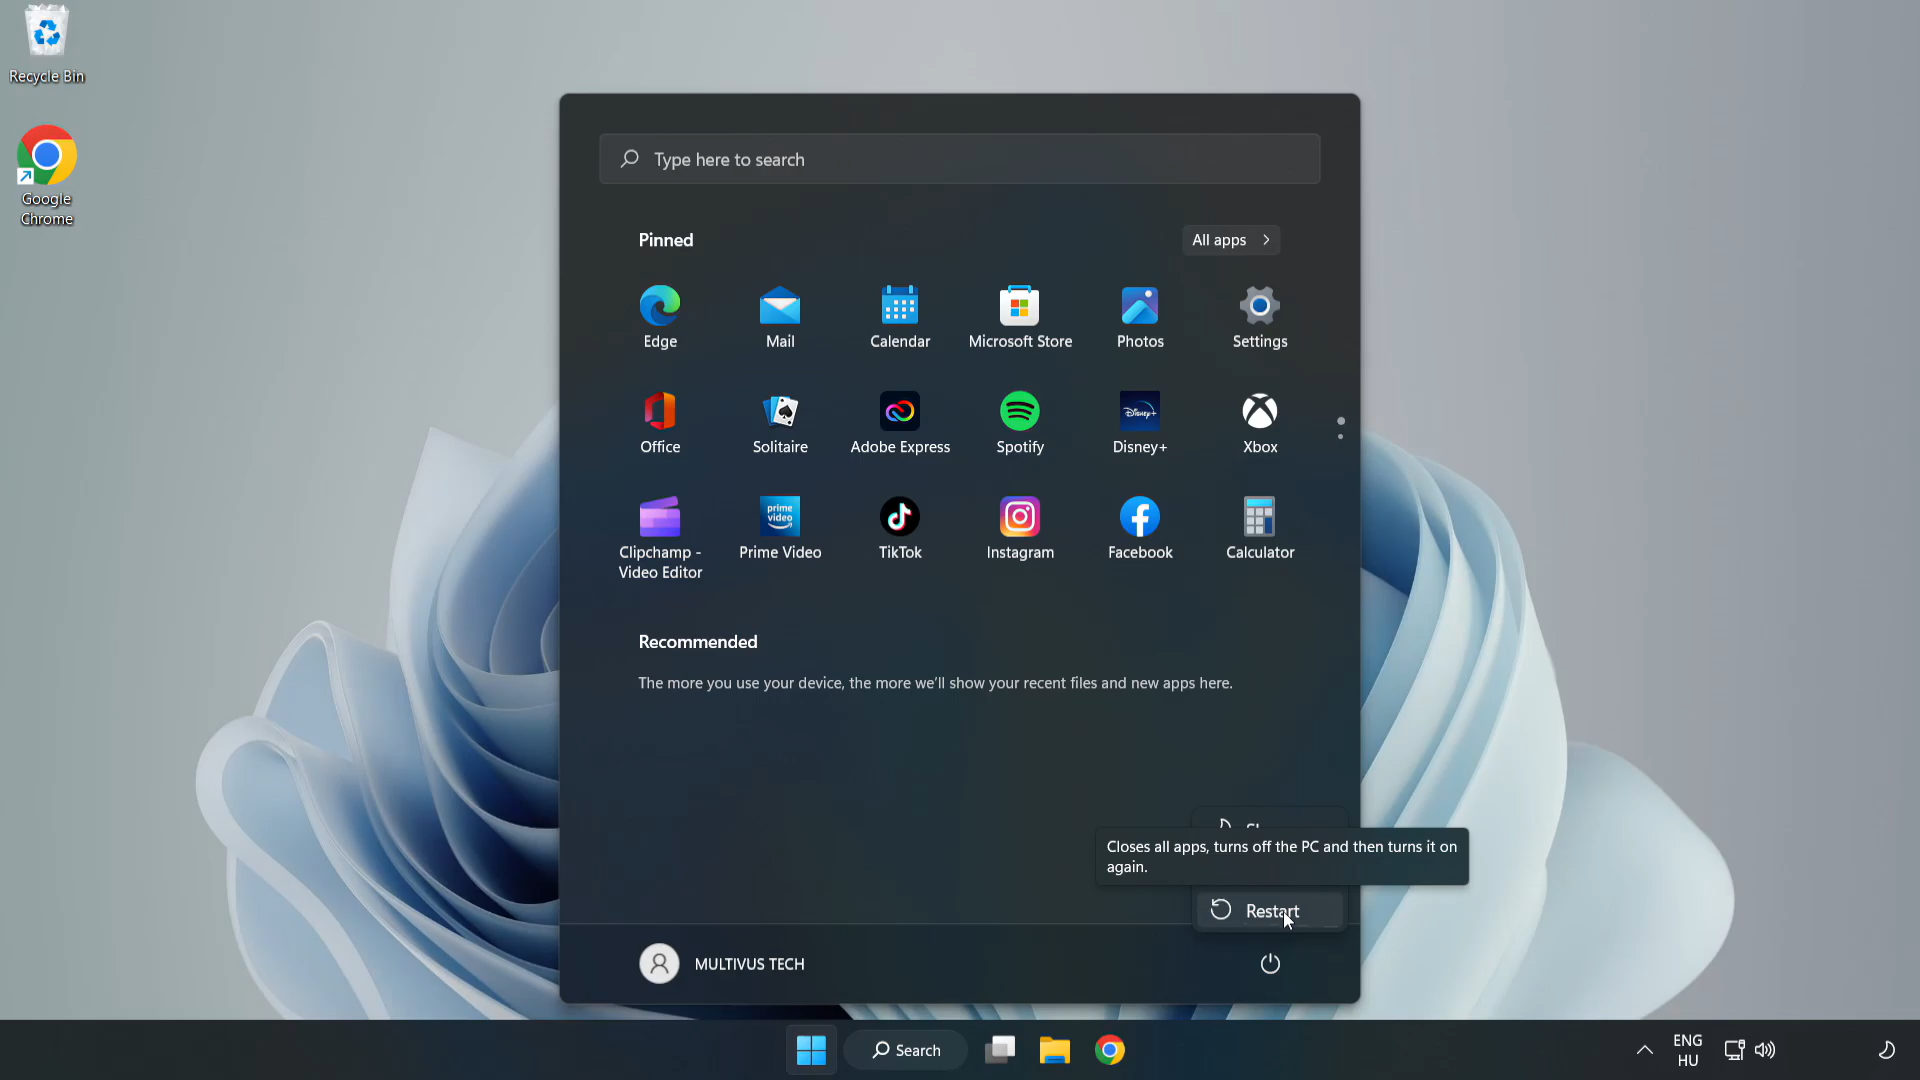 Recycle Bin
Google
Chrome
Type here to search
Pinned
All apps
Edge
Mail
Calendar
Microsoft Store
Photos
Settings
Office
Solitaire
Adobe Express
Spotify
Disney+
Disney+
Xbox
prime
video
Clipchamp -
Video Editor
Prime Video
TikTok
Instagram
Facebook
Calculator
Recommended
The more you use your device, the more we'll show your recent files and new apps here.
Closes all apps, turns off the PC and then turns it on
again.
Restart
MULTIVUS TECH
Search
ENG
HU